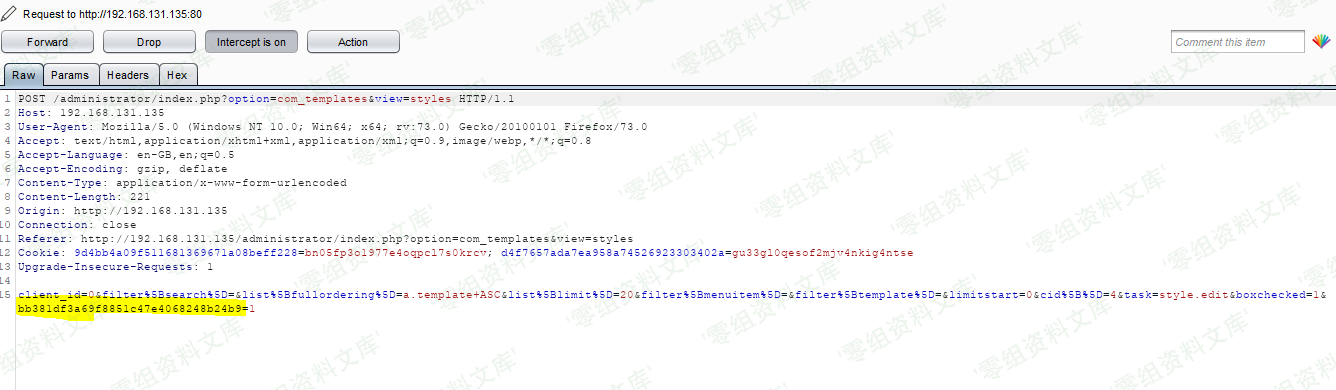 Request to http://192.168.131.135:80
Forward Drop Intercept is on Action Comment this item
Raw Params Headers Hex
1 POST /administrator/index.php?option=com_templates&view=styles HTTP/1.1
2 Host: 192.168.131.135
3 User-Agent: Mozilla/5.0 (Windows NT 10.0; Win64; x64; rv:73.0) Gecko/20100101 Firefox/73.0
4 Accept: text/html,application/xhtml+xml,application/xml;q=0.9,image/webp,*/*;q=0.8
5 Accept-Language: en-GB,en;q=0.5
6 Accept-Encoding: gzip, deflate
7 Content-Type: application/x-www-form-urlencoded
8 Content-Length: 221
9 Origin: http://192.168.131.135
10 Connection: close
11 Referer: http://192.168.131.135/administrator/index.php?option=com_templates&view=styles
12 Cookie: 9d4bb4a09f511681369671a08beff228=bn05fp3ol977e4oqpcl7s0krcv; d4f7657ada7ea958a74526923303402a=gu33gl0qesof2mjv4nkig4ntse
13 Upgrade-Insecure-Requests: 1
14
15 client_id=0&filter%5Bsearch%5D=&list%5Bfullordering%5D=a.template+ASC&list%5Blimit%5D=20&filter%5Bmenuitem%5D=&filter%5Btemplate%5D=&limitstart=0&cid%5B%5D=4&task=style.edit&boxchecked=1&
bb381df3a69f8851c47e4068248b24b9=1
'零组资料文库'